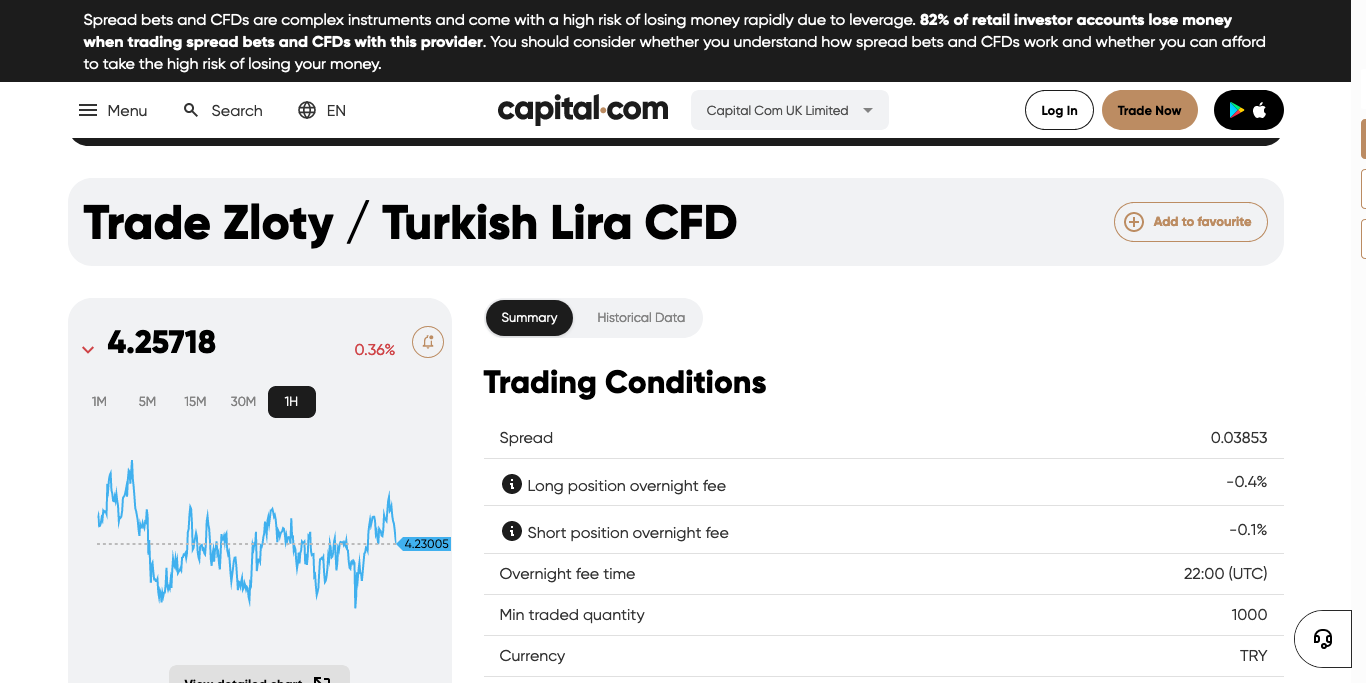 Spread bets and CFDs are complex instruments and come with a high risk of losing money rapidly due to leverage. 82% of retail investor accounts lose money
when trading spread bets and CFDs with this provider. You should consider whether you understand how spread bets and CFDs work and whether you can afford
to take the high risk of losing your money.
Menu
Search
EN
capital.com
Capital Com UK Limited
Log In
Trade Now
Trade Zloty / Turkish Lira CFD
Add to favourite
4.25718
0.36%
1M 5M 15M 30M 1H
4.23005
View detailed chart
Summary
Historical Data
Trading Conditions
Spread 0.03853
Long position overnight fee -0.4%
Short position overnight fee -0.1%
Overnight fee time 22:00 (UTC)
Min traded quantity 1000
Currency TRY